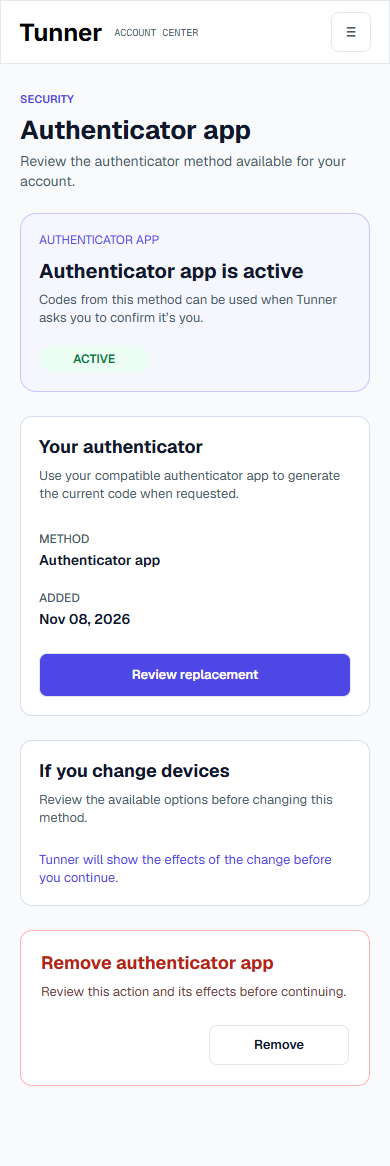 Tunner ACCOUNT CENTER
☰
SECURITY
Authenticator app
Review the authenticator method available for your
account.
AUTHENTICATOR APP
Authenticator app is active
Codes from this method can be used when Tunner
asks you to confirm it's you.
ACTIVE
Your authenticator
Use your compatible authenticator app to generate
the current code when requested.
METHOD
Authenticator app
ADDED
Nov 08, 2026
Review replacement
If you change devices
Review the available options before changing this
method.
Tunner will show the effects of the change before
you continue.
Remove authenticator app
Review this action and its effects before continuing.
Remove